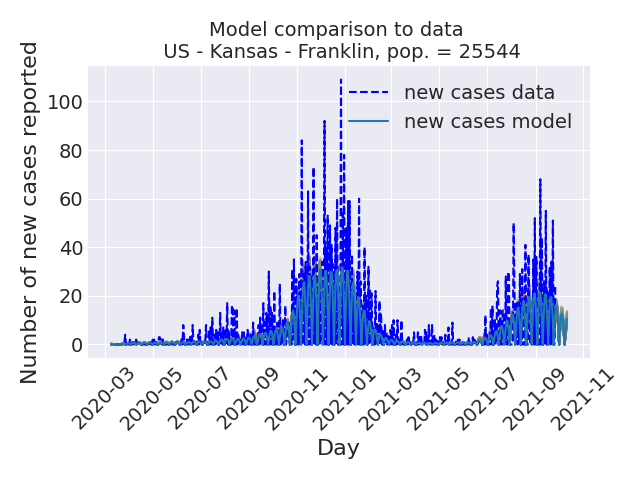 Model comparison to data
US - Kansas - Franklin, pop. = 25544
Number of new cases reported
100
80
60
40
20
0
new cases data
new cases model
2020-03
2020-05
2020-07
2020-09
2020-11
2021-01
2021-03
2021-05
2021-07
2021-09
2021-11
Day